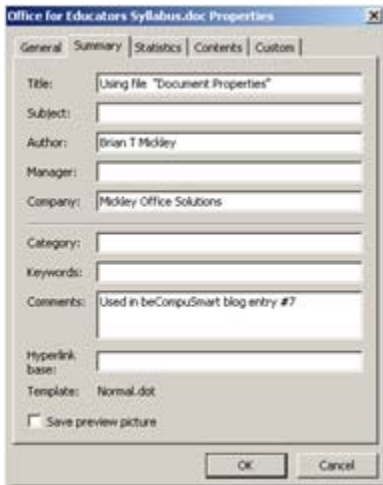 Office for Educators Syllabus.doc Properties
General Summary Statistics Contents Custom
Title: Using file "Document Properties"
Subject:
Author: Brian T Mickley
Manager:
Company: Mickley Office Solutions
Category:
Keywords:
Comments: Used in beCompuSmart blog entry #7
Hyperlink
base:
Template: Normal.dot
Save preview picture
OK Cancel